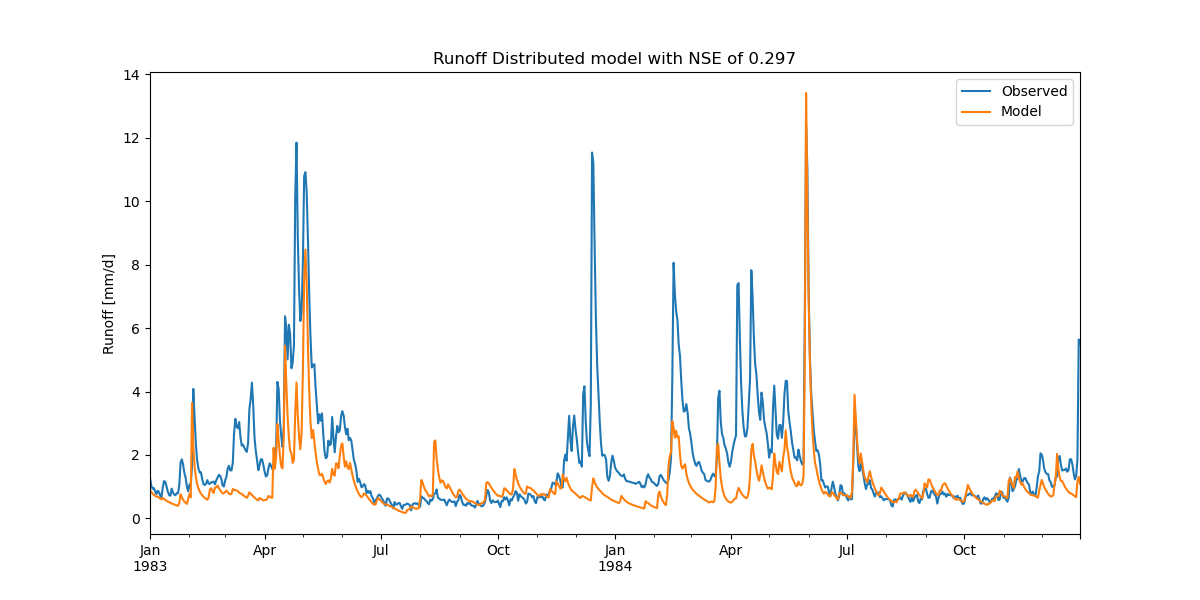 Runoff Distributed model with NSE of 0.297
14
12
10
8
6
4
2
0
Runoff [mm/d]
Observed
Model
Jan Apr Jul Oct Jan Apr Jul Oct
1983 1984